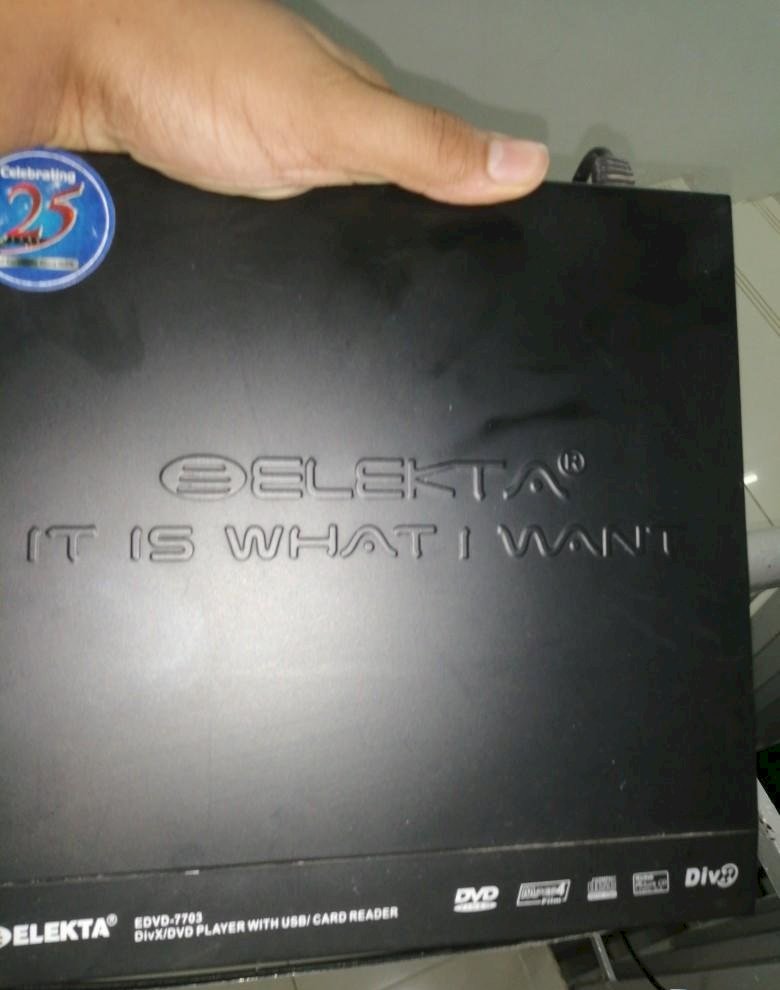 Celebrating
25
YEARS
ELEKTA®
IT IS WHAT I WANT
ELEKTA®
EDVD-7703
DivX/DVD PLAYER WITH USB/ CARD READER
DVD
DivX